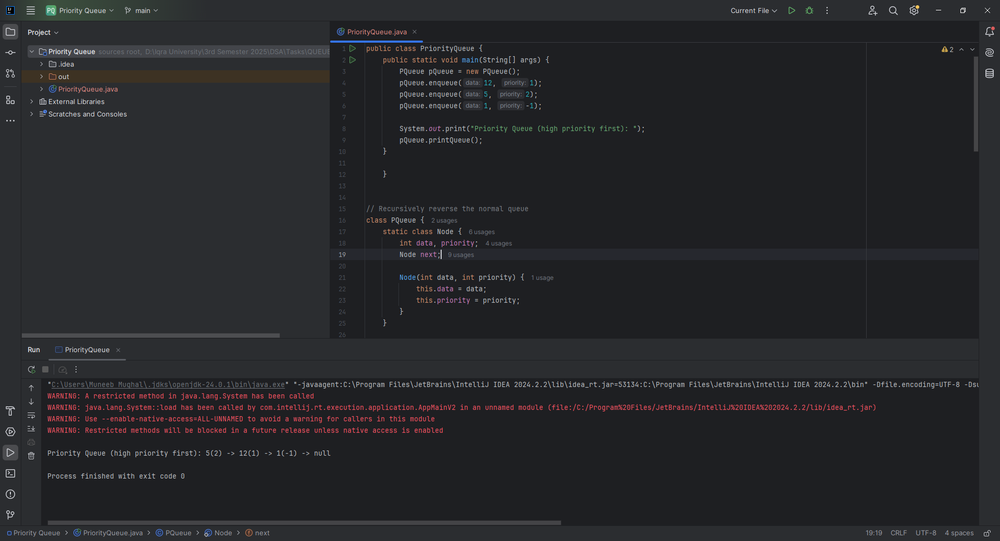 PQ Priority Queue main Current File
Project
Priority Queue sources root, D:\Iqra University\3rd Semester 2025\DSA\Tasks\QUEUE
.idea
out
PriorityQueue.java
External Libraries
Scratches and Consoles
PriorityQueue.java
2
1 public class PriorityQueue {
2 public static void main(String[] args) {
3 PQueue pQueue = new PQueue();
4 pQueue.enqueue( data: 12, priority: 1);
5 pQueue.enqueue( data: 5, priority: 2);
6 pQueue.enqueue( data: 1, priority: -1);
7
8 System.out.print("Priority Queue (high priority first): ");
9 pQueue.printQueue();
10 }
11
12 }
13
14
15 // Recursively reverse the normal queue
16 class PQueue { 2 usages
17 static class Node { 6 usages
18 int data, priority; 4 usages
19 Node next; 9 usages
20
21 Node(int data, int priority) { 1 usage
22 this.data = data;
23 this.priority = priority;
24 }
25 }
26
Run PriorityQueue
"C:\Users\Muneeb Mughal\.jdks\openjdk-24.0.1\bin\java.exe" "-javaagent:C:\Program Files\JetBrains\IntelliJ IDEA 2024.2.2\lib\idea_rt.jar=53134:C:\Program Files\JetBrains\IntelliJ IDEA 2024.2.2\bin" -Dfile.encoding=UTF-8 -Dsu
WARNING: A restricted method in java.lang.System has been called
WARNING: java.lang.System::load has been called by com.intellij.rt.execution.application.AppMainV2 in an unnamed module (file:/C:/Program%20Files/JetBrains/IntelliJ%20IDEA%202024.2.2/lib/idea_rt.jar)
WARNING: Use --enable-native-access=ALL-UNNAMED to avoid a warning for callers in this module
WARNING: Restricted methods will be blocked in a future release unless native access is enabled
Priority Queue (high priority first): 5(2) -> 12(1) -> 1(-1) -> null
Process finished with exit code 0
Priority Queue > PriorityQueue.java > PQueue > Node > next 19:19 CRLF UTF-8 4 spaces